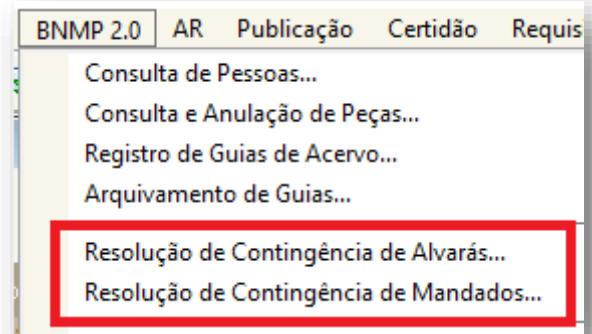 BNMP 2.0 AR Publicação Certidão
Consulta de Pessoas...
Consulta e Anulação de Peças...
Registro de Guias de Acervo...
Arquivamento de Guias...
Resolução de Contingência de Alvarás...
Resolução de Contingência de Mandados...